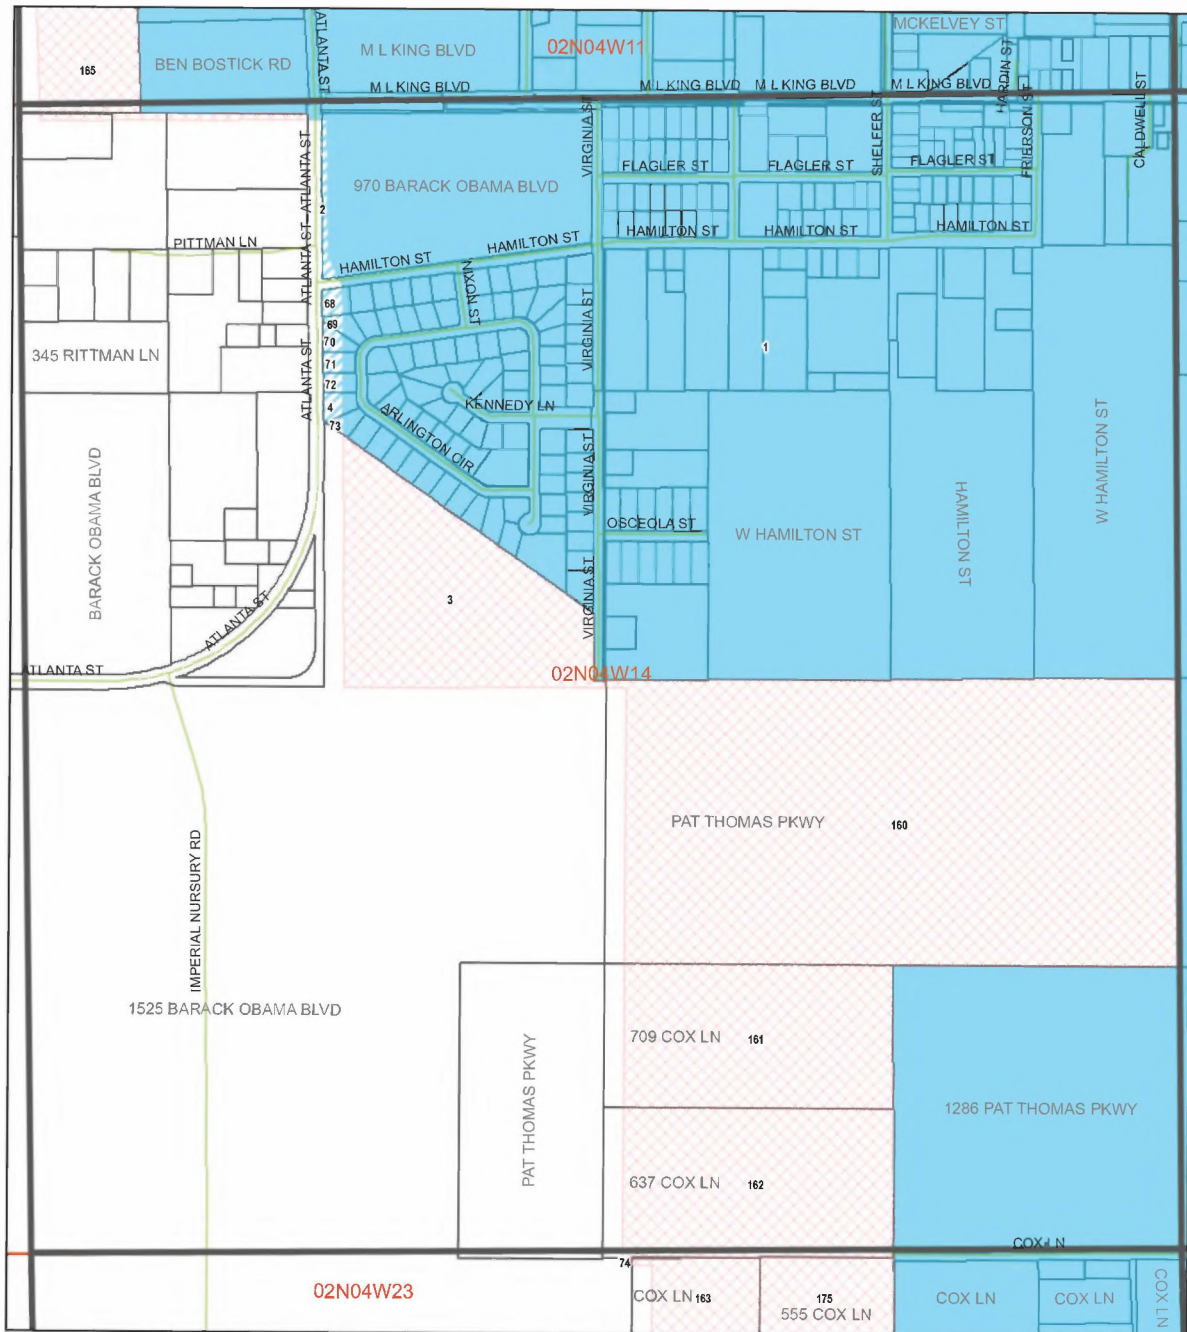 MCKELVEY ST
ATLANTA ST
M L KING BLVD
02N04W11
165
BEN BOSTICK RD
HARDIN ST
M L KING BLVD
M L KING BLVD
M L KING BLVD
M L KING BLVD
CALDWELL ST
VIRGINIA ST
SHELFER ST
FRIERSON ST
ATLANTA ST
FLAGLER ST
FLAGLER ST
FLAGLER ST
970 BARACK OBAMA BLVD
2
HAMILTON ST
HAMILTON ST
HAMILTON ST
PITTMAN LN
HAMILTON ST
HAMILTON ST
ATLANTA ST
NIXON ST
68
69
70
71
72
4
73
VIRGINIA ST
1
345 RITTMAN LN
ATLANTA ST
KENNEDY LN
ARLINGTON CIR
W HAMILTON ST
VIRGINIA ST
BARACK OBAMA BLVD
OSCEOLA ST
W HAMILTON ST
HAMILTON ST
VIRGINIA ST
3
ATLANTA ST
ATLANTA ST
02N04W14
PAT THOMAS PKWY
160
IMPERIAL NURSURY RD
1525 BARACK OBAMA BLVD
709 COX LN
161
PAT THOMAS PKWY
1286 PAT THOMAS PKWY
637 COX LN
162
COX LN
74
02N04W23
COX LN
163
175
555 COX LN
COX LN
COX LN
COX LN